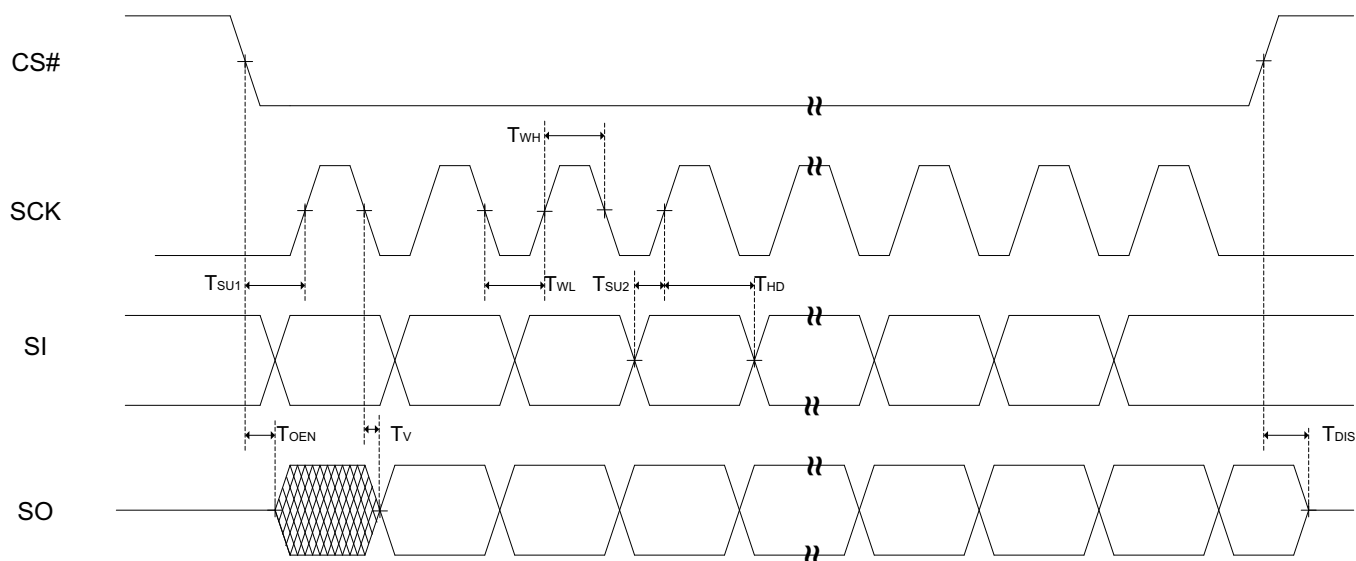 CS#
TWH
SCK
TSU1
TWL
TSU2
THD
SI
TOEN
TV
TDIS
SO